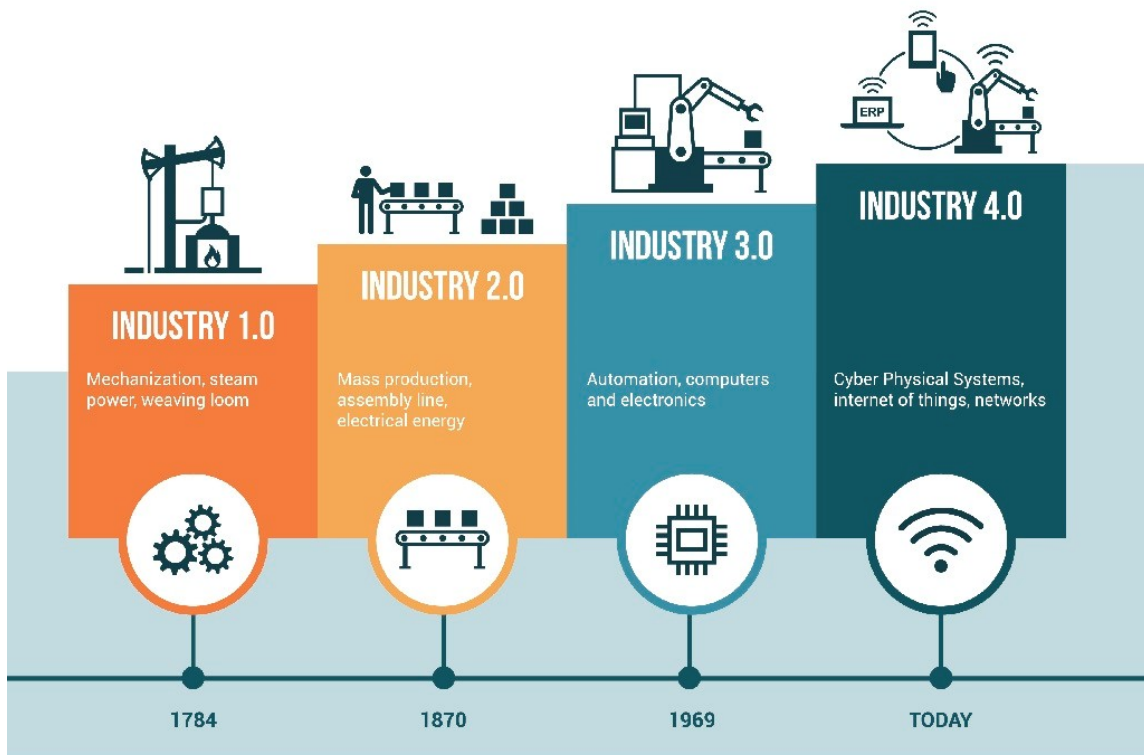 ERP
INDUSTRY 1.0
Mechanization, steam
power, weaving loom
INDUSTRY 2.0
Mass production,
assembly line,
electrical energy
INDUSTRY 3.0
Automation, computers
and electronics
INDUSTRY 4.0
Cyber Physical Systems,
internet of things, networks
1784
1870
1969
TODAY